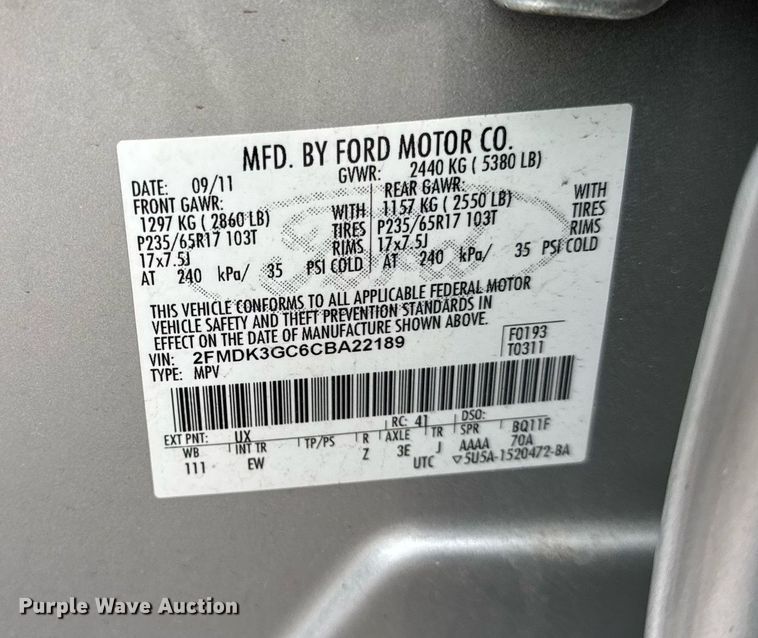 MFD. BY FORD MOTOR CO.
DATE: 09/11 GVWR: 2440 KG ( 5380 LB)
FRONT GAWR: REAR GAWR:
1297 KG ( 2860 LB) WITH 1157 KG ( 2550 LB) WITH
P235/65R17 103T TIRES P235/65R17 103T TIRES
17x7.5J RIMS 17x7.5J RIMS
AT 240 kPa/ 35 PSI COLD AT 240 kPa/ 35 PSI COLD
THIS VEHICLE CONFORMS TO ALL APPLICABLE FEDERAL MOTOR
VEHICLE SAFETY AND THEFT PREVENTION STANDARDS IN
EFFECT ON THE DATE OF MANUFACTURE SHOWN ABOVE.
VIN: 2FMDK3GC6CBA22189 F0193
TYPE: MPV T0311
EXT PNT: UX RC: 41 DSO:
WB INT TR TP/PS R AXLE TR SPR BQ11F
111 EW Z 3E J AAAA 70A
UTC ▽5U5A-1520472-BA
Purple Wave Auction